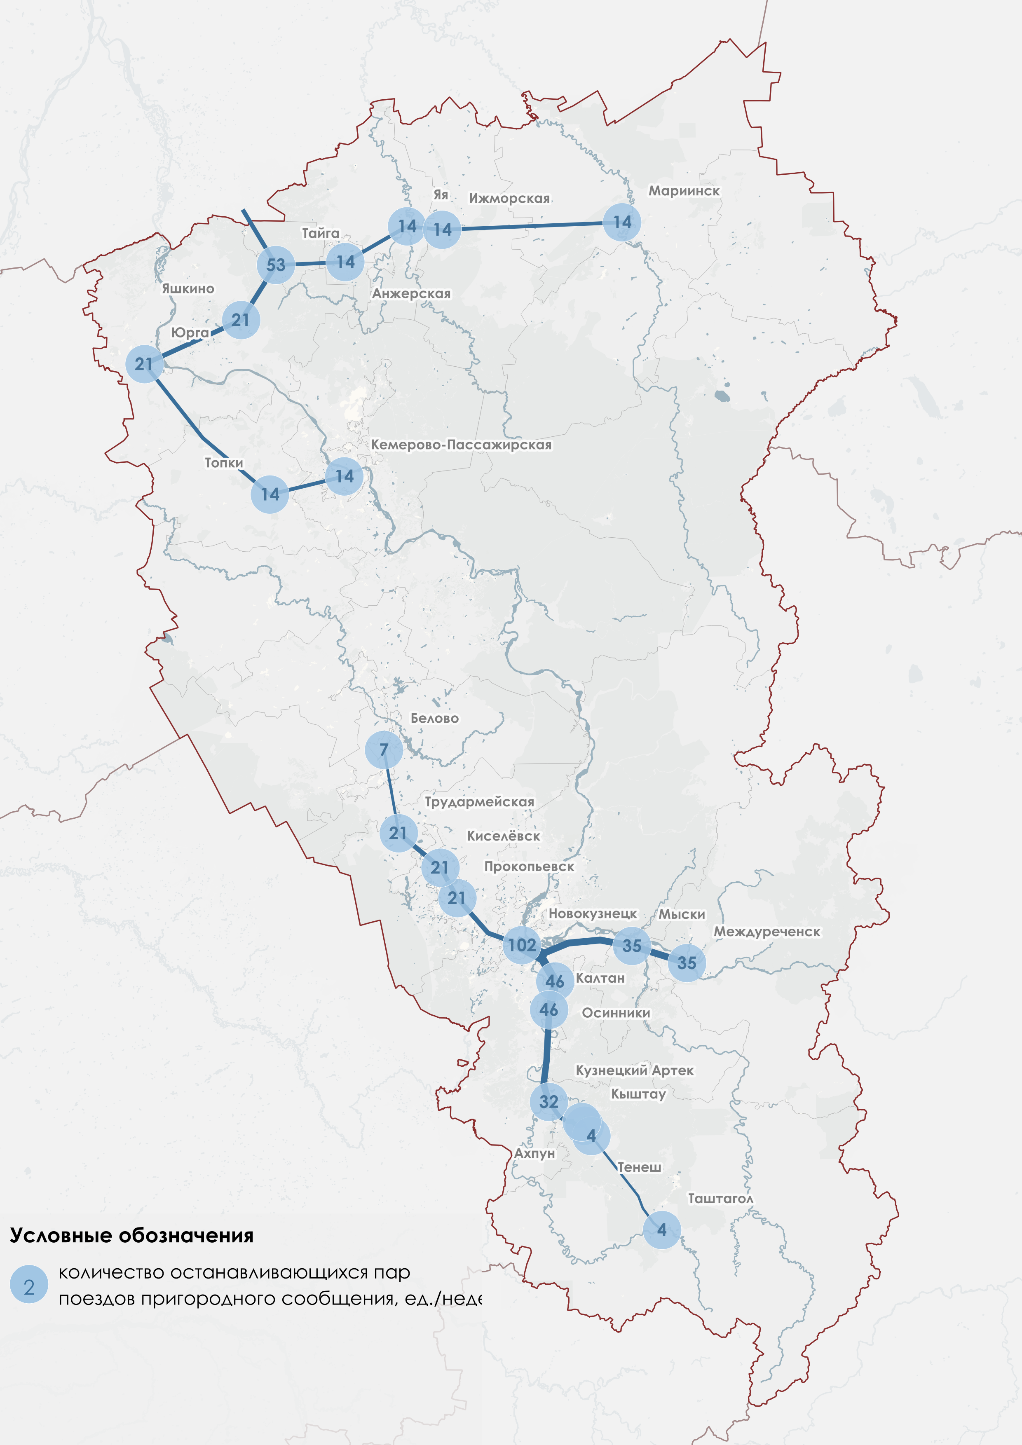 Мариинск
Яя
Ижморская
14
14
14
Тайга
53
14
Яшкино
Анжерская
21
Юрга
21
Кемерово-Пассажирская
Топки
14
14
Белово
7
Трудармейская
21
Киселёвск
21
Прокопьевск
21
Новокузнецк
Мыски
Междуреченск
102
35
35
46
Калтан
46
Осинники
Кузнецкий Артек
Кыштау
32
4
Ахпун
Тенеш
Таштагол
4
Условные обозначения
2
количество останавливающихся пар
поездов пригородного сообщения, ед./неде